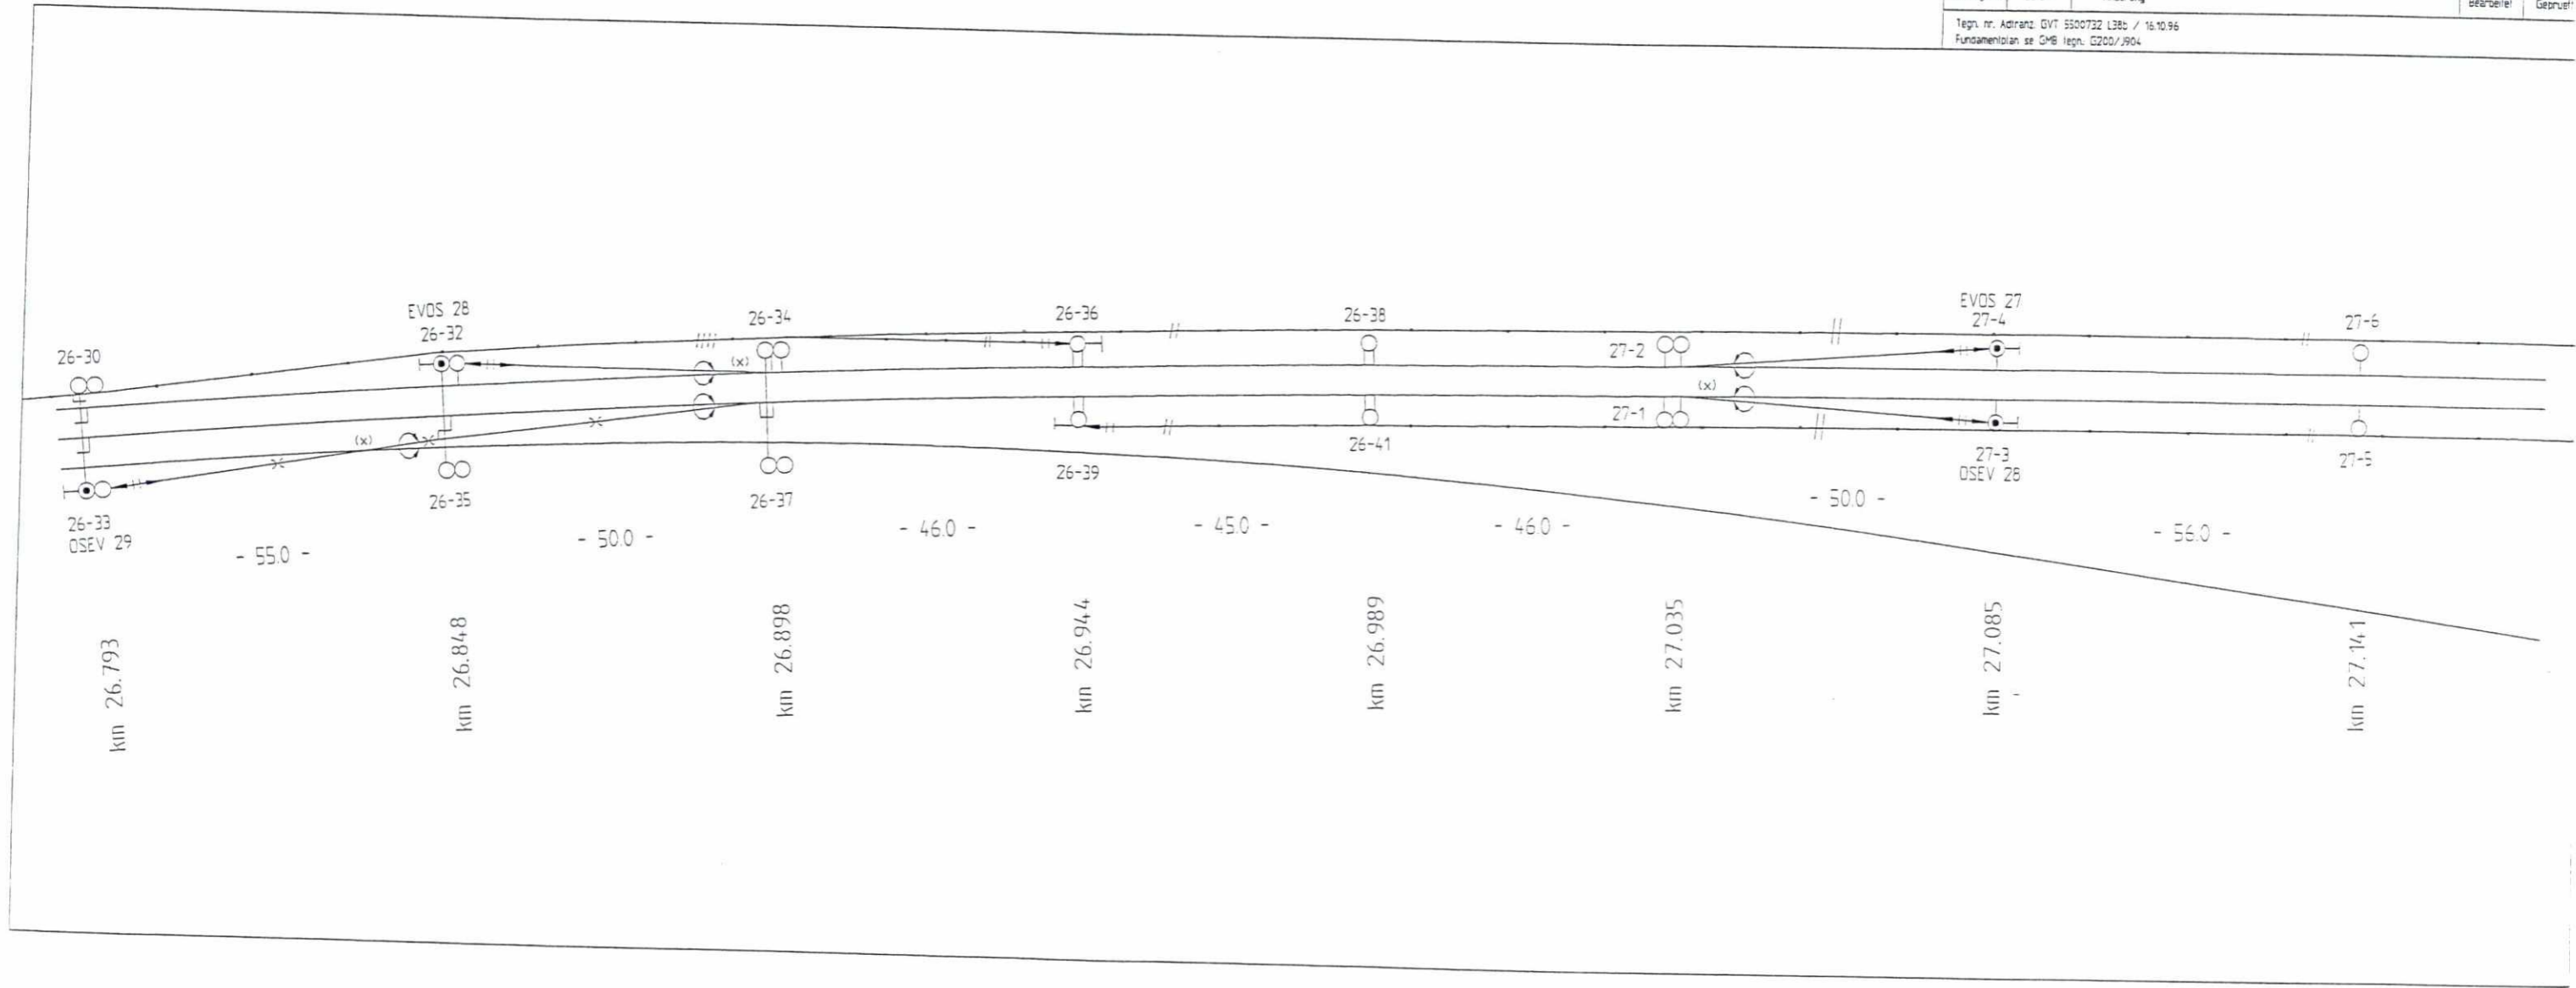 Bearbeitet Geprueft
Tegn. nr. Adtranz. GVT 5500732 L38b / 16.10.96
Fundamentplan se GMB tegn. G200/J904
EVOS 28
26-30
26-32
26-34
26-36
26-38
27-2
EVOS 27
27-4
27-6
(x)
(x)
(x)
27-1
26-33
OSEV 29
26-35
26-37
26-39
26-41
27-3
OSEV 28
27-5
- 55.0 -
- 50.0 -
- 46.0 -
- 45.0 -
- 46.0 -
- 50.0 -
- 56.0 -
km 26.793
km 26.848
km 26.898
km 26.944
km 26.989
km 27.035
km 27.085
km 27.141